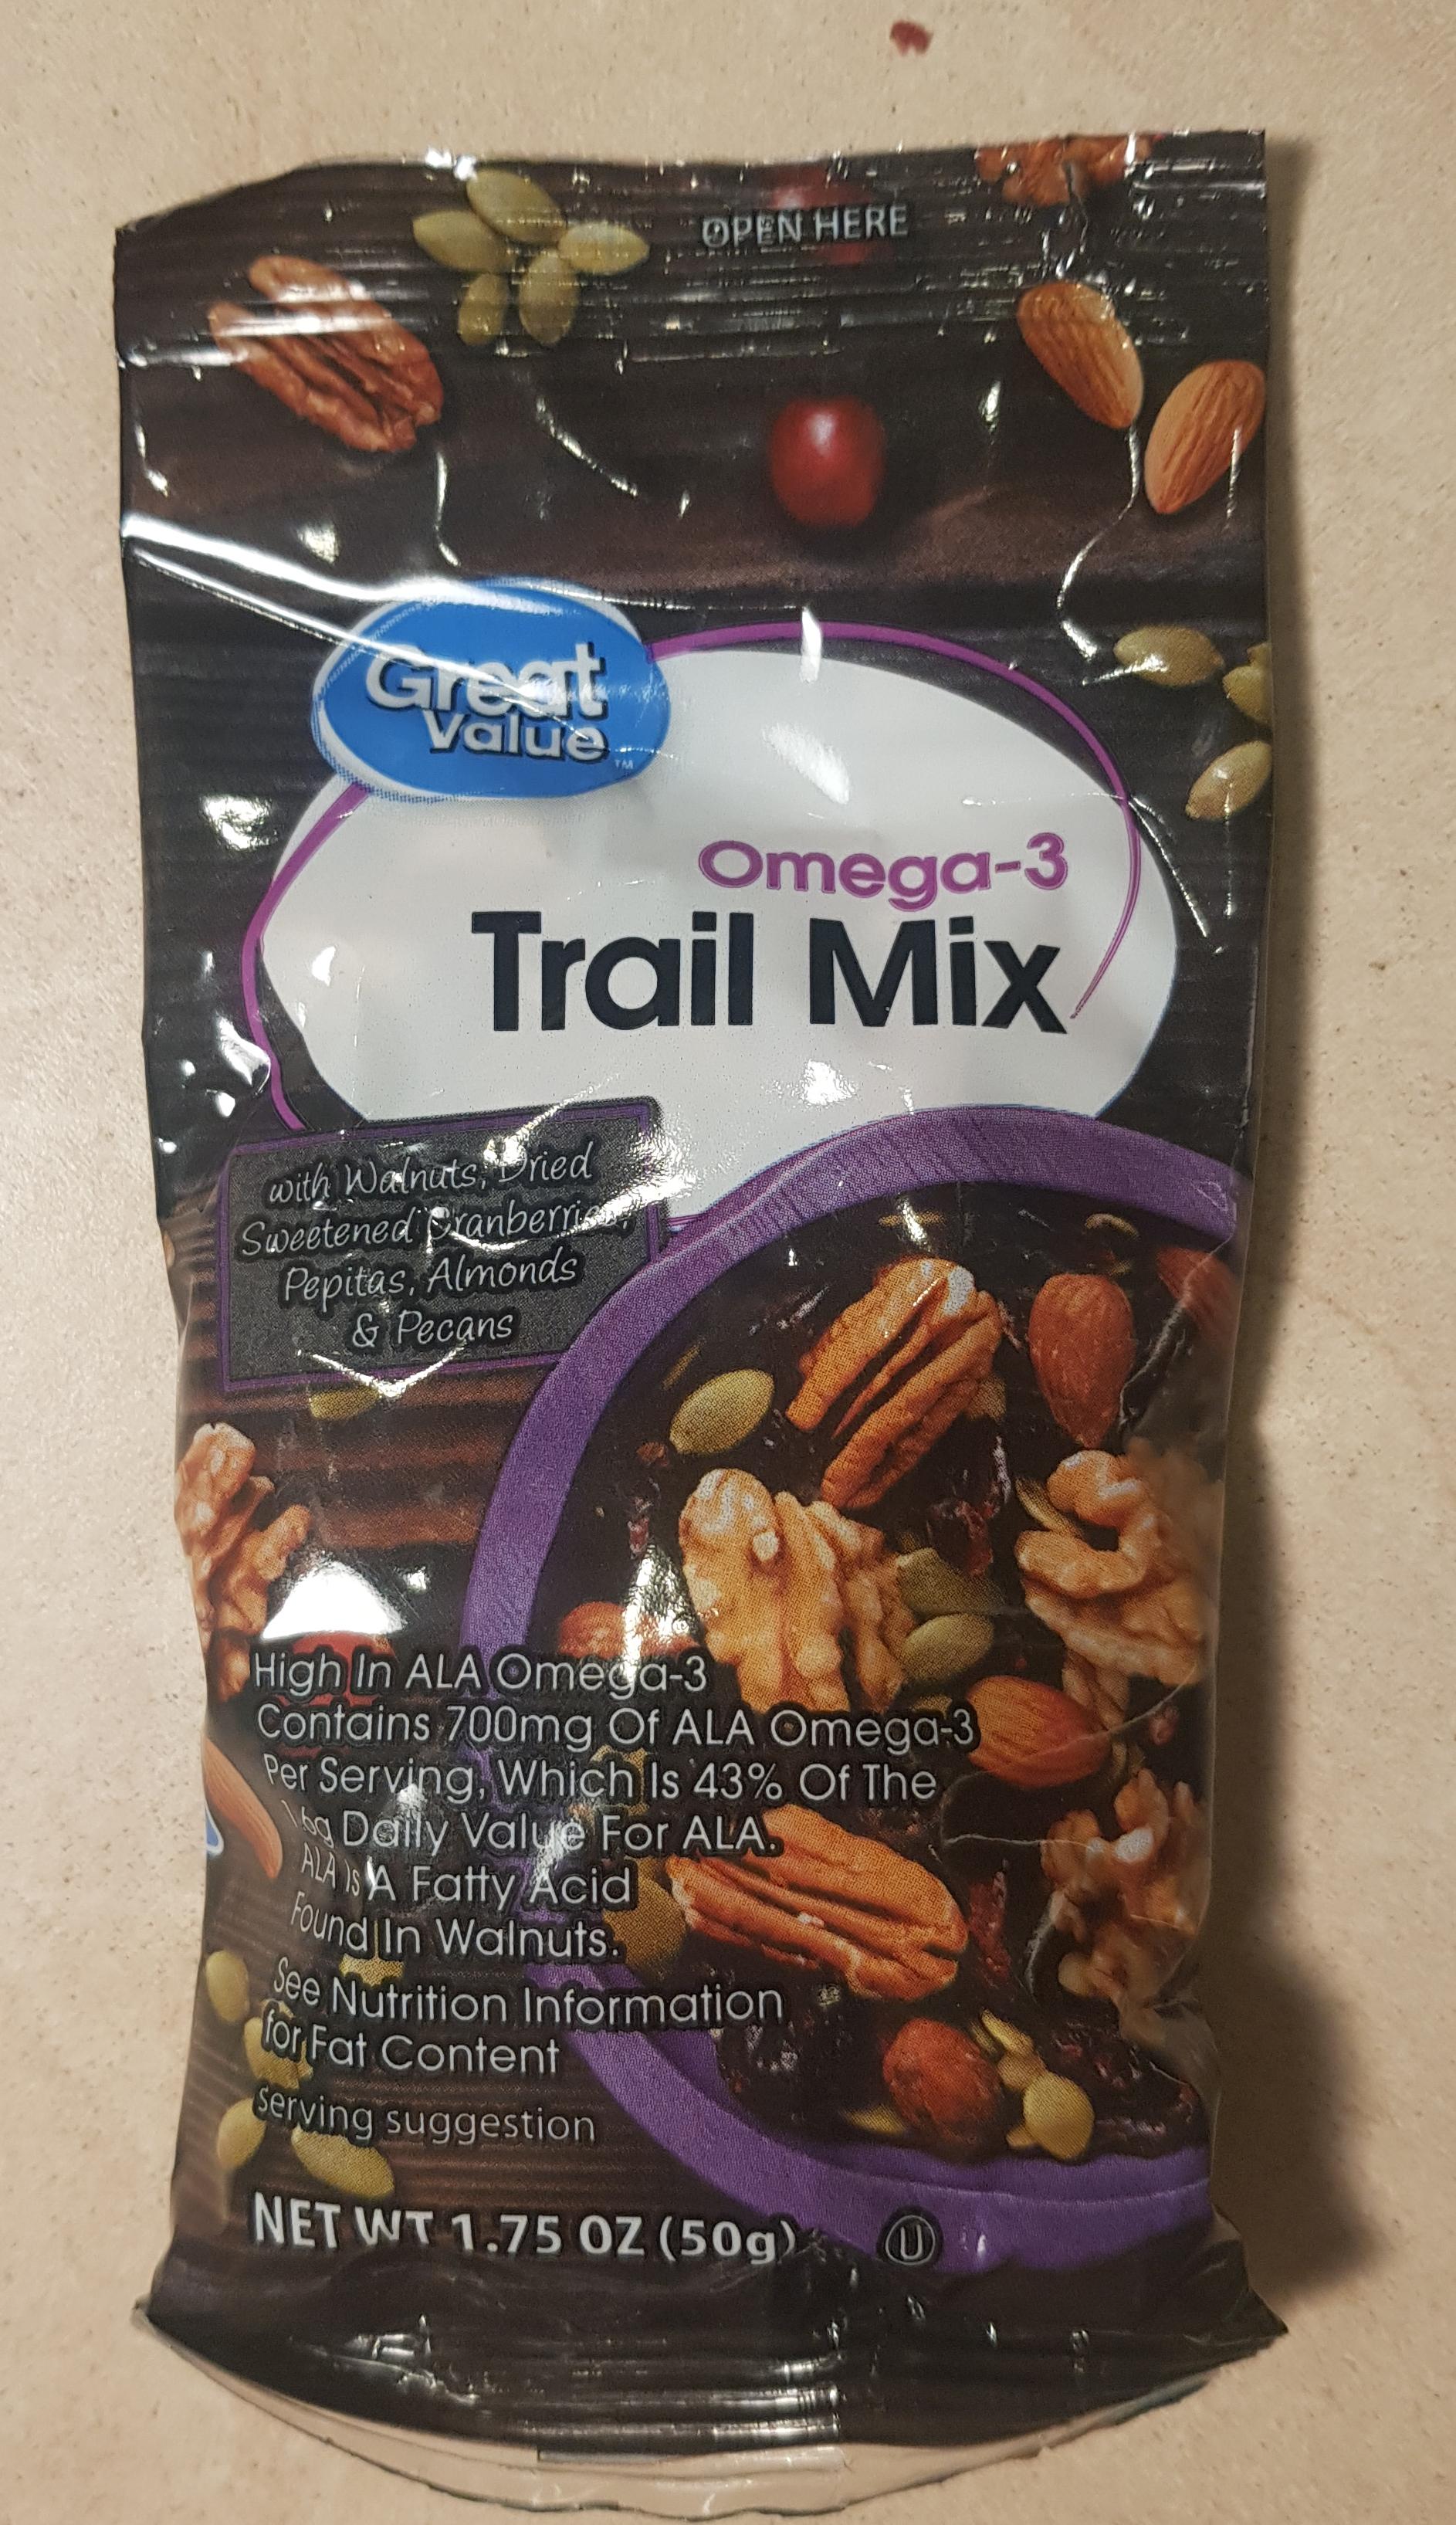 OPEN HERE
Great
Value
TM
Omega-3
Trail Mix
with Walnuts, Dried
Sweetened Cranberries,
Pepitas, Almonds
& Pecans
High In ALA Omega-3
Contains 700mg Of ALA Omega-3
Per Serving, Which Is 43% Of The
1.6g Daily Value For ALA.
ALA Is A Fatty Acid
Found In Walnuts.
See Nutrition Information
for Fat Content
serving suggestion
NET WT 1.75 OZ (50g)
U